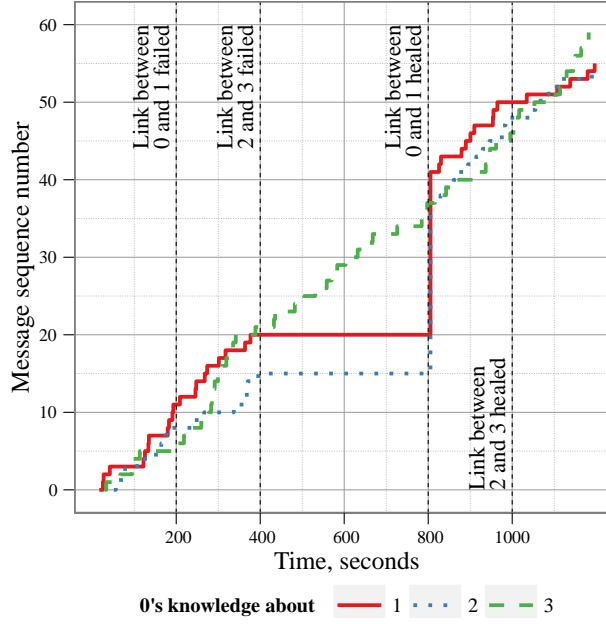 60
50
40
30
20
10
0
Message sequence number
Link between
0 and 1 failed
Link between
2 and 3 failed
Link between
0 and 1 healed
Link between
2 and 3 healed
200 400 600 800 1000
Time, seconds
0's knowledge about 1 2 3